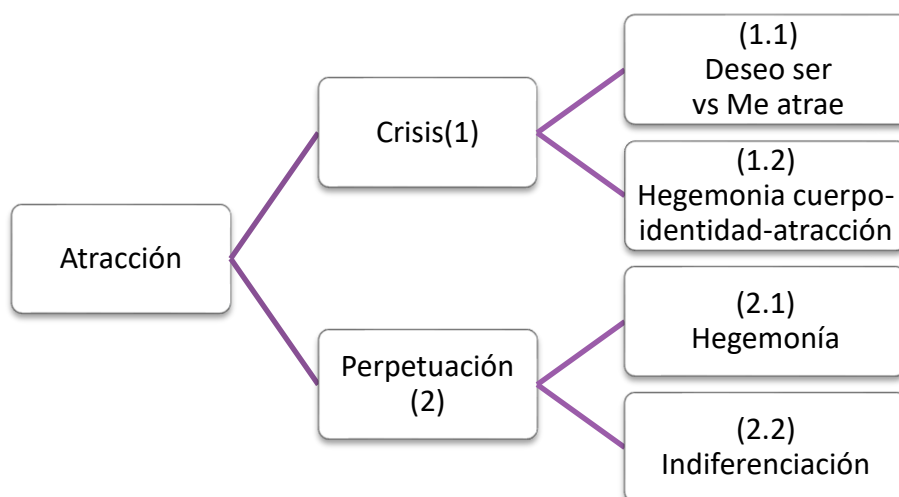 Atracción
Crisis(1)
(1.1)
Deseo ser
vs Me atrae
(1.2)
Hegemonia cuerpo-
identidad-atracción
Perpetuación
(2)
(2.1)
Hegemonía
(2.2)
Indiferenciación